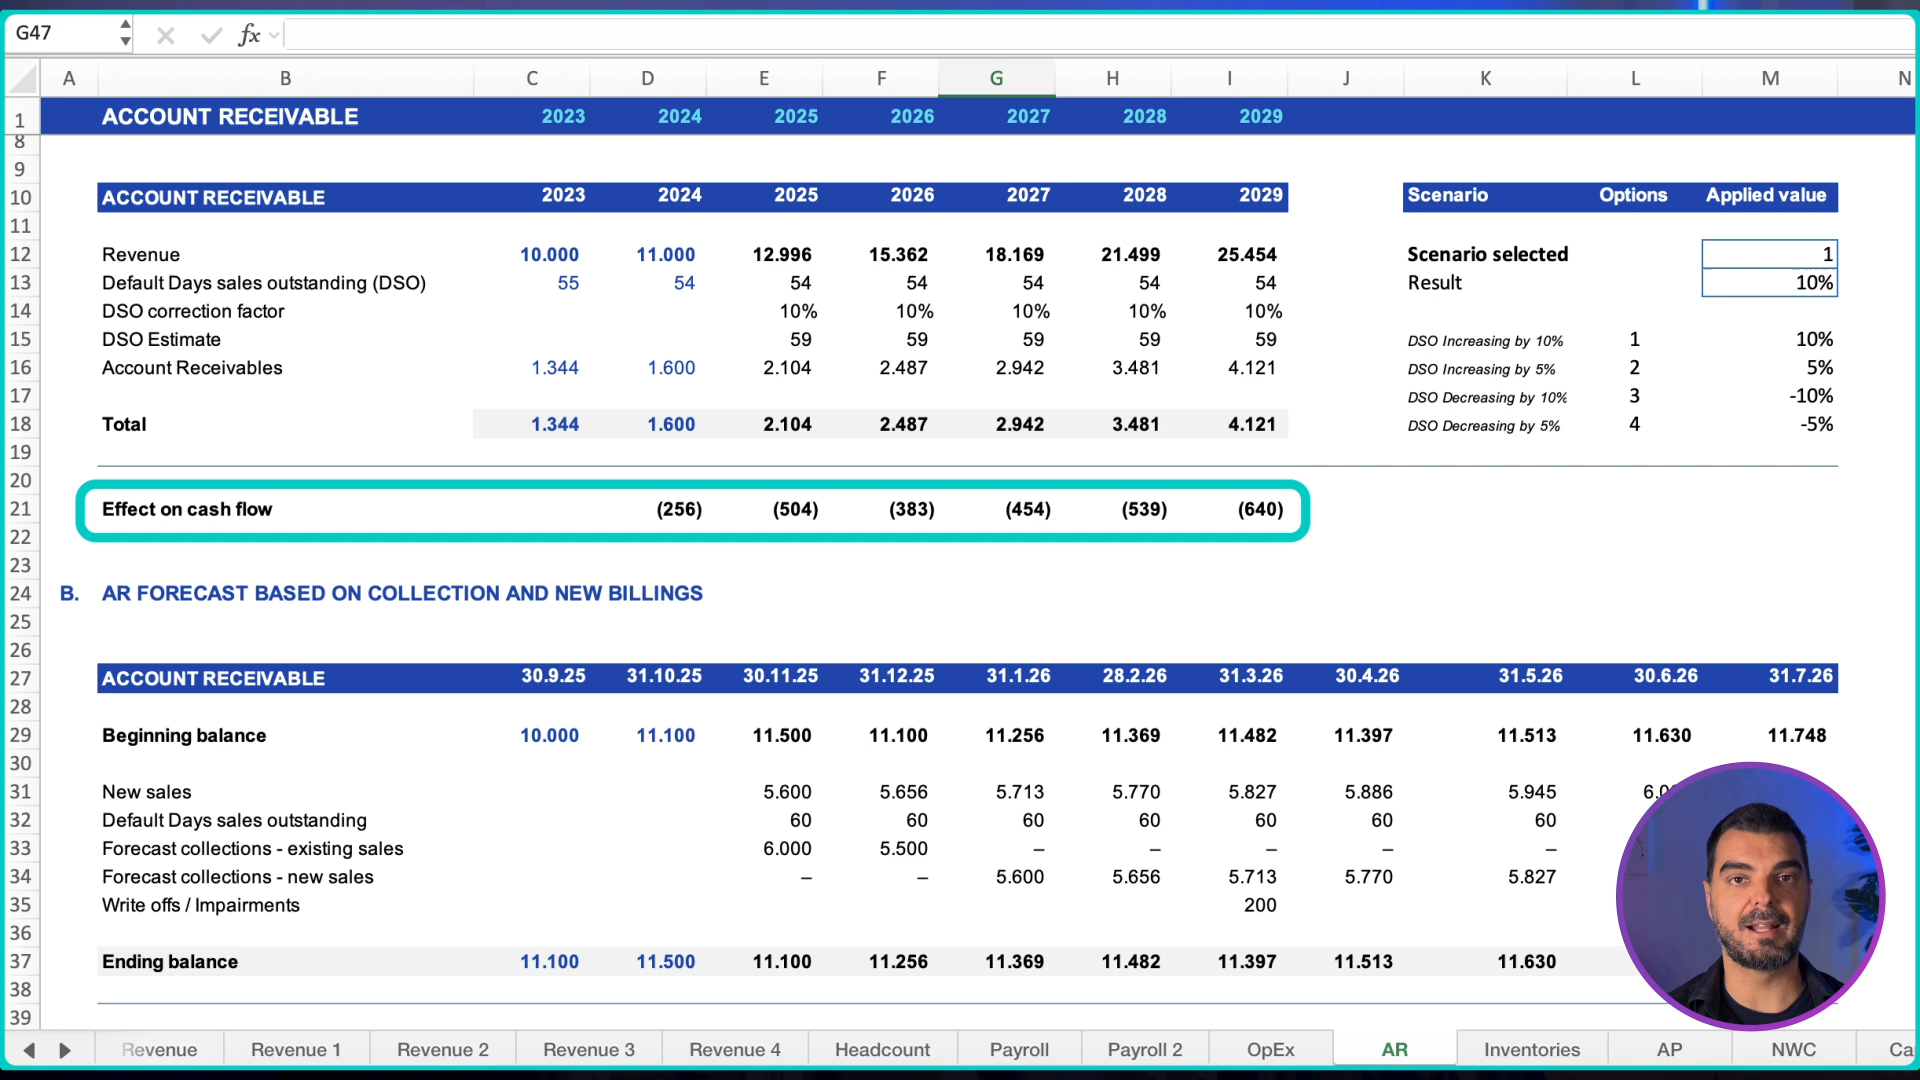 G47 fx
A B C D E F G H I J K L M N
1 ACCOUNT RECEIVABLE 2023 2024 2025 2026 2027 2028 2029
8
9
10 ACCOUNT RECEIVABLE 2023 2024 2025 2026 2027 2028 2029 Scenario Options Applied value
11
12 Revenue 10.000 11.000 12.996 15.362 18.169 21.499 25.454 Scenario selected 1
13 Default Days sales outstanding (DSO) 55 54 54 54 54 54 54 Result 10%
14 DSO correction factor 10% 10% 10% 10% 10%
15 DSO Estimate 59 59 59 59 59 DSO Increasing by 10% 1 10%
16 Account Receivables 1.344 1.600 2.104 2.487 2.942 3.481 4.121 DSO Increasing by 5% 2 5%
17 DSO Decreasing by 10% 3 -10%
18 Total 1.344 1.600 2.104 2.487 2.942 3.481 4.121 DSO Decreasing by 5% 4 -5%
19
20
21 Effect on cash flow (256) (504) (383) (454) (539) (640)
22
23
24 B. AR FORECAST BASED ON COLLECTION AND NEW BILLINGS
25
26
27 ACCOUNT RECEIVABLE 30.9.25 31.10.25 30.11.25 31.12.25 31.1.26 28.2.26 31.3.26 30.4.26 31.5.26 30.6.26 31.7.26
28
29 Beginning balance 10.000 11.100 11.500 11.100 11.256 11.369 11.482 11.397 11.513 11.630 11.748
30
31 New sales 5.600 5.656 5.713 5.770 5.827 5.886 5.945
32 Default Days sales outstanding 60 60 60 60 60 60 60
33 Forecast collections - existing sales 6.000 5.500 – – – – –
34 Forecast collections - new sales – – 5.600 5.656 5.713 5.770 5.827
35 Write offs / Impairments 200
36
37 Ending balance 11.100 11.500 11.100 11.256 11.369 11.482 11.397 11.513 11.630
38
39
Revenue Revenue 1 Revenue 2 Revenue 3 Revenue 4 Headcount Payroll Payroll 2 OpEx AR Inventories AP NWC